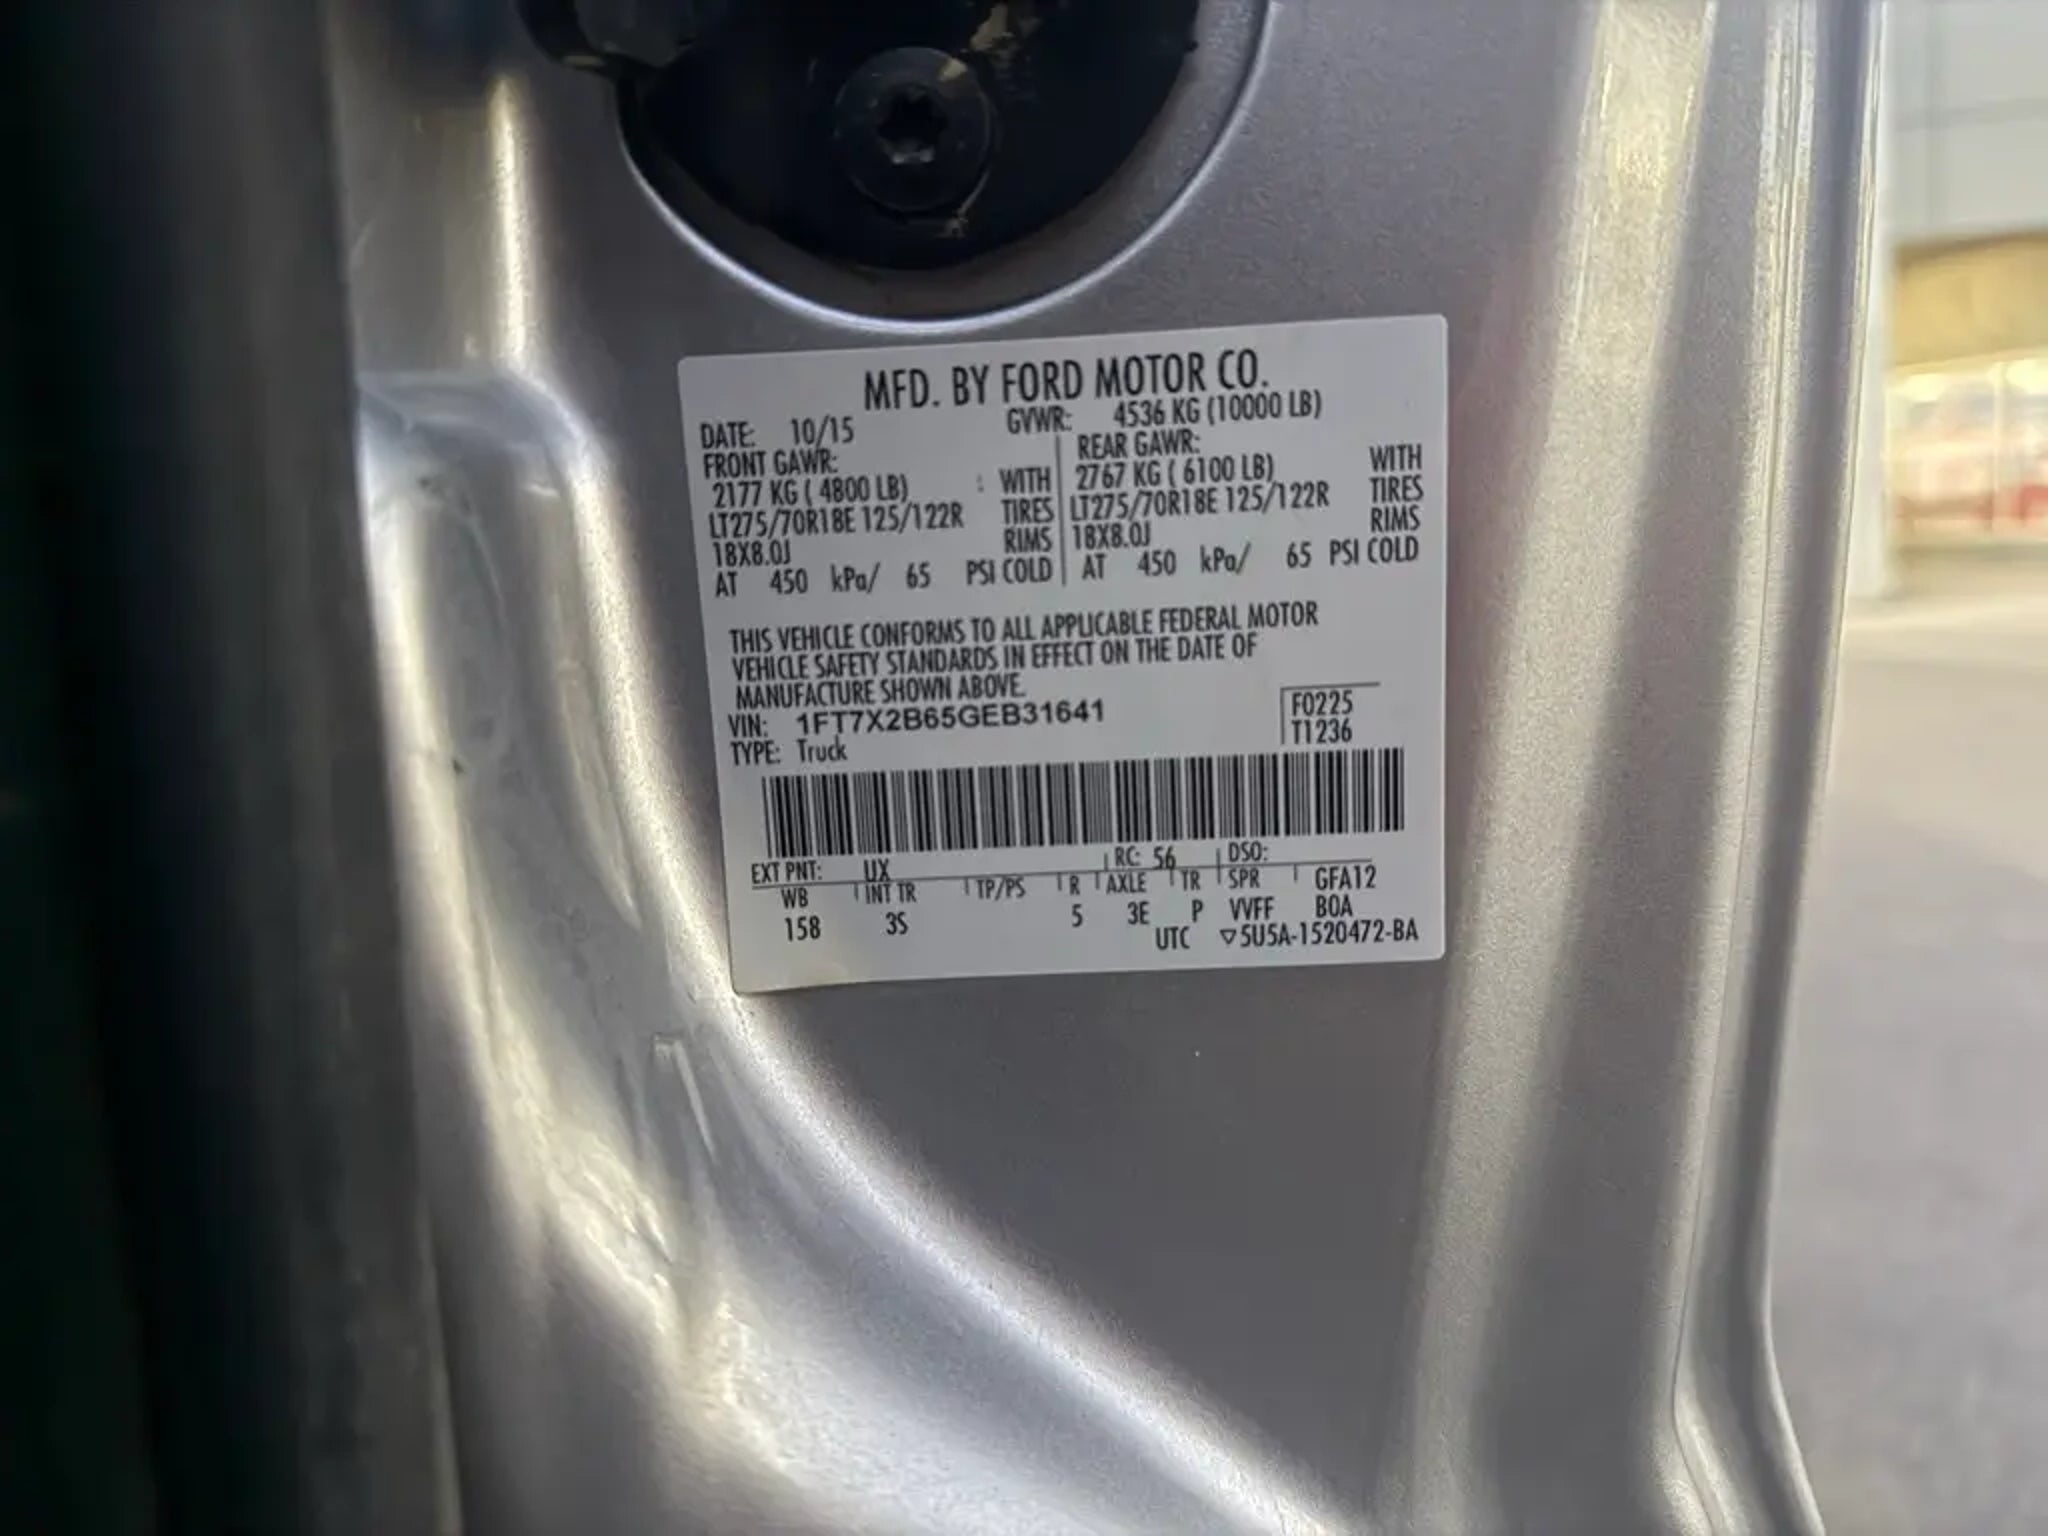 MFD. BY FORD MOTOR CO.
DATE: 10/15 GVWR: 4536 KG (10000 LB)
FRONT GAWR: REAR GAWR:
2177 KG ( 4800 LB) : WITH 2767 KG ( 6100 LB) WITH
LT275/70R18E 125/122R TIRES LT275/70R18E 125/122R TIRES
18X8.0J RIMS 18X8.0J RIMS
AT 450 kPa/ 65 PSI COLD AT 450 kPa/ 65 PSI COLD
THIS VEHICLE CONFORMS TO ALL APPLICABLE FEDERAL MOTOR
VEHICLE SAFETY STANDARDS IN EFFECT ON THE DATE OF
MANUFACTURE SHOWN ABOVE.
VIN: 1FT7X2B65GEB31641 F0225
TYPE: Truck T1236
EXT PNT: UX RC: 56 DSO:
WB INT TR TP/PS R AXLE TR SPR GFA12
158 3S 5 3E P VVFF BOA
UTC ▽5U5A-1520472-BA